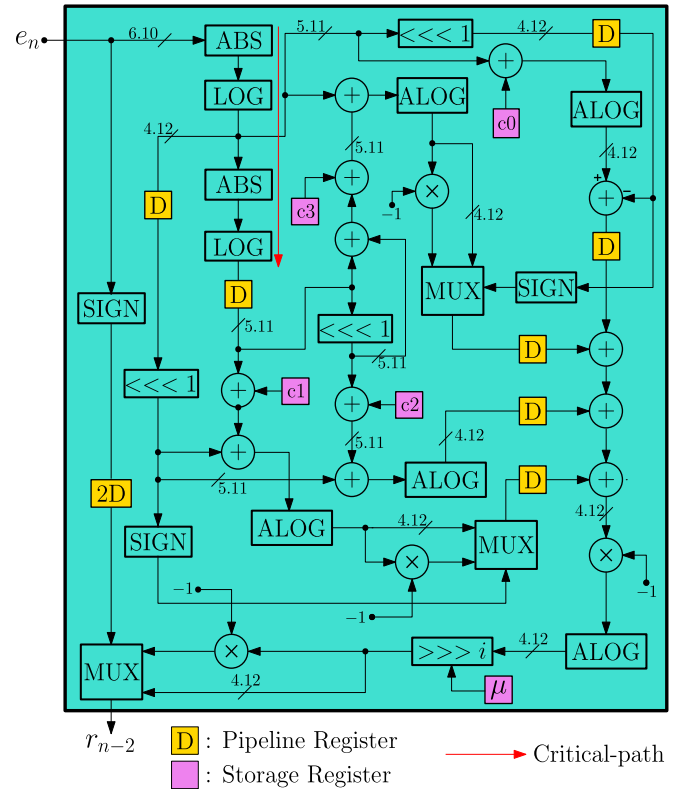 eₙ
6.10
ABS
5.11
<<< 1
4.12
D
LOG
+
ALOG
c0
ALOG
4.12
4.12
5.11
ABS
D
c3
+
×
−1
4.12
+
−
+
LOG
+
D
D
SIGN
MUX
SIGN
5.11
<<< 1
D
+
5.11
<<< 1
c1
+
c2
+
D
+
5.11
4.12
+
5.11
+
ALOG
D
+
2D
ALOG
4.12
4.12
SIGN
MUX
×
×
−1
−1
−1
×
>>> i
4.12
ALOG
MUX
4.12
μ
rₙ₋₂
D : Pipeline Register
Critical-path
: Storage Register